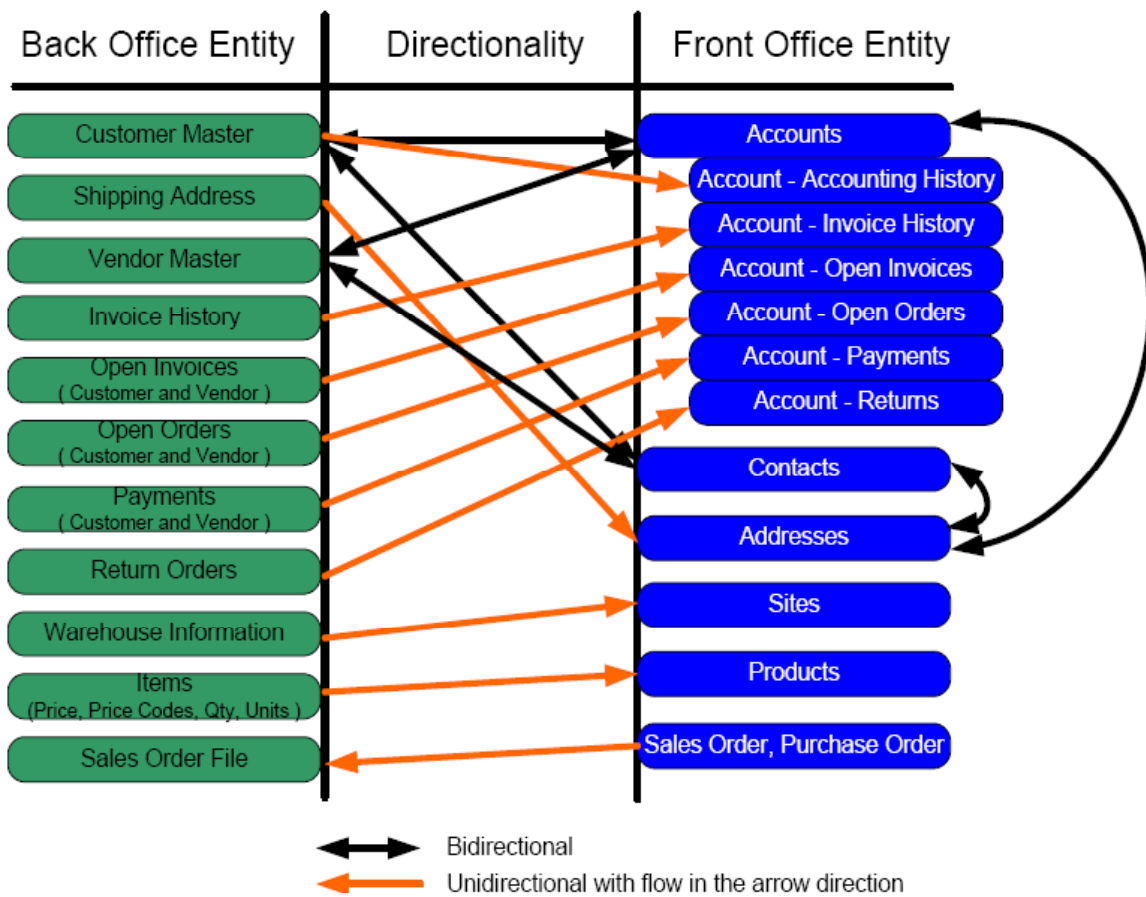 Back Office Entity
Directionality
Front Office Entity
Customer Master
Shipping Address
Vendor Master
Invoice History
Open Invoices
( Customer and Vendor )
Open Orders
( Customer and Vendor )
Payments
( Customer and Vendor )
Return Orders
Warehouse Information
Items
(Price, Price Codes, Qty, Units )
Sales Order File
Accounts
Account - Accounting History
Account - Invoice History
Account - Open Invoices
Account - Open Orders
Account - Payments
Account - Returns
Contacts
Addresses
Sites
Products
Sales Order, Purchase Order
Bidirectional
Unidirectional with flow in the arrow direction